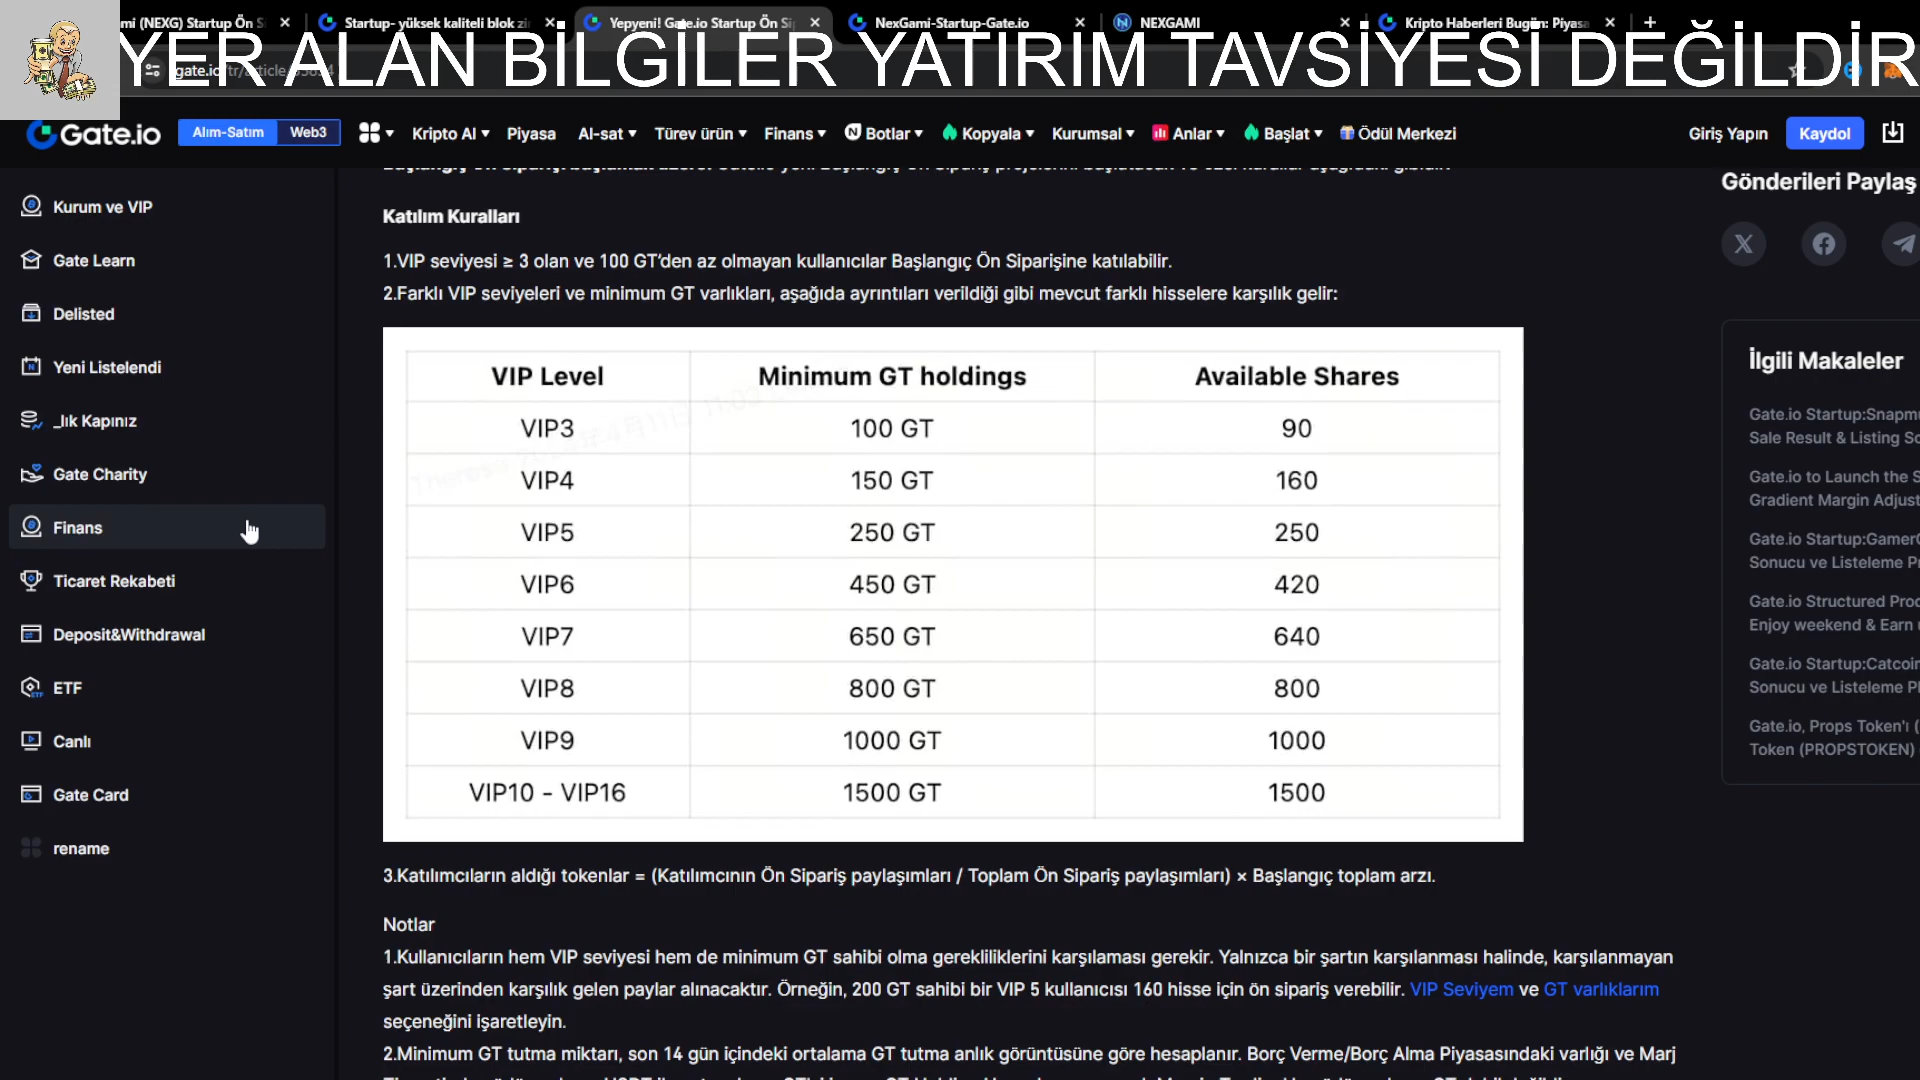 YER ALAN BİLGİLER YATIRIM TAVSİYESİ DEĞİLDİR
(NEXG) Startup Ön
Startup- yüksek kaliteli blok
Yepyeni! Gate.io Startup Ön
NexGami-Startup-Gate.io
NEXGAMI
Kripto Haberleri Bugün: Piyasa
Gate.io
Alım-Satım
Web3
Kripto Al
Piyasa
Al-sat
Türev ürün
Finans
Botlar
Kopyala
Kurumsal
Anlar
Başlat
Ödül Merkezi
Giriş Yapın
Kaydol
Kurum ve VIP
Gate Learn
Delisted
Yeni Listelendi
_lık Kapınız
Gate Charity
Finans
Ticaret Rekabeti
Deposit&Withdrawal
ETF
Canlı
Gate Card
rename
Katılım Kuralları
1.VIP seviyesi ≥ 3 olan ve 100 GT'den az olmayan kullanıcılar Başlangıç Ön Siparişine katılabilir.
2.Farklı VIP seviyeleri ve minimum GT varlıkları, aşağıda ayrıntıları verildiği gibi mevcut farklı hisselere karşılık gelir:
VIP Level Minimum GT holdings Available Shares
VIP3 100 GT 90
VIP4 150 GT 160
VIP5 250 GT 250
VIP6 450 GT 420
VIP7 650 GT 640
VIP8 800 GT 800
VIP9 1000 GT 1000
VIP10 - VIP16 1500 GT 1500
3.Katılımcıların aldığı tokenlar = (Katılımcının Ön Sipariş paylaşımları / Toplam Ön Sipariş paylaşımları) × Başlangıç toplam arzı.
Notlar
1.Kullanıcıların hem VIP seviyesi hem de minimum GT sahibi olma gerekliliklerini karşılaması gerekir. Yalnızca bir şartın karşılanması halinde, karşılanmayan
şart üzerinden karşılık gelen paylar alınacaktır. Örneğin, 200 GT sahibi bir VIP 5 kullanıcısı 160 hisse için ön sipariş verebilir. VIP Seviyem ve GT varlıklarım
seçeneğini işaretleyin.
2.Minimum GT tutma miktarı, son 14 gün içindeki ortalama GT tutma anlık görüntüsüne göre hesaplanır. Borç Verme/Borç Alma Piyasasındaki varlığı ve Marj
Gönderileri Paylaş
İlgili Makaleler
Gate.io Startup:Snapmu
Sale Result & Listing Sc
Gate.io to Launch the S
Gradient Margin Adjust
Gate.io Startup:GamerC
Sonucu ve Listeleme Pr
Gate.io Structured Proc
Enjoy weekend & Earn
Gate.io Startup:Catcoin
Sonucu ve Listeleme Pl
Gate.io, Props Token'ı (
Token (PROPSTOKEN)